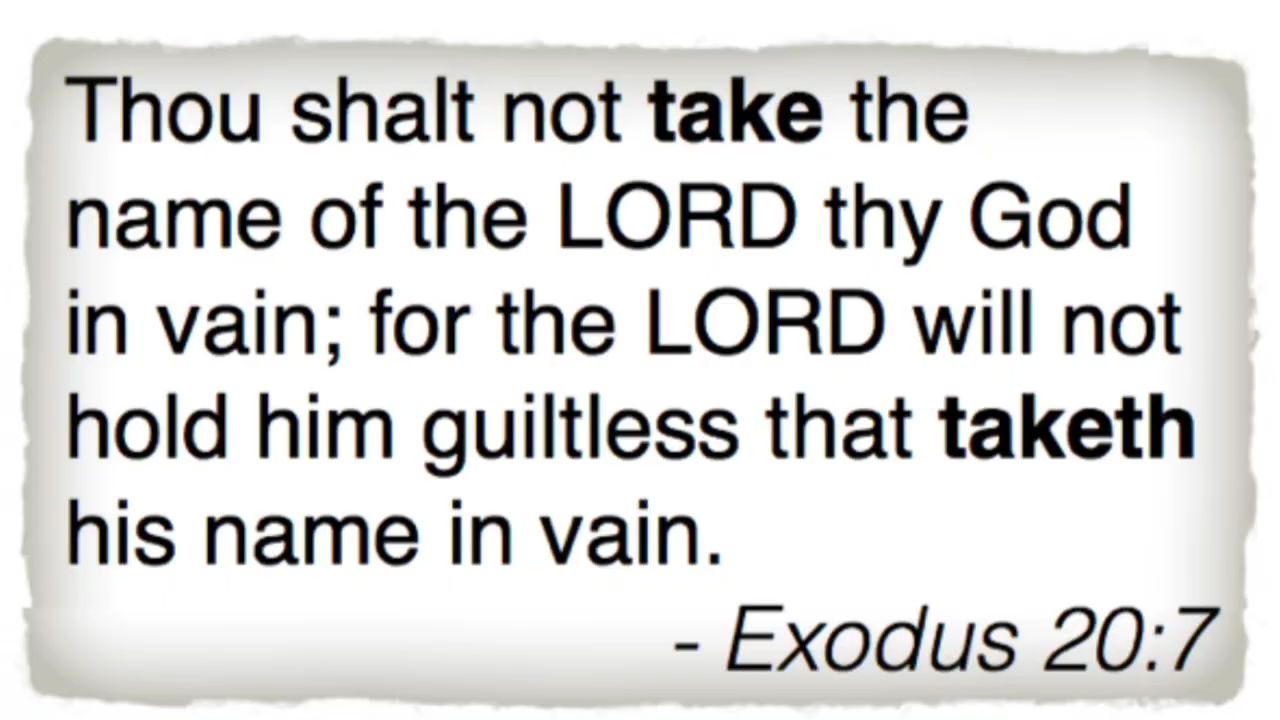 Thou shalt not take the
name of the LORD thy God
in vain; for the LORD will not
hold him guiltless that taketh
his name in vain.
- Exodus 20:7